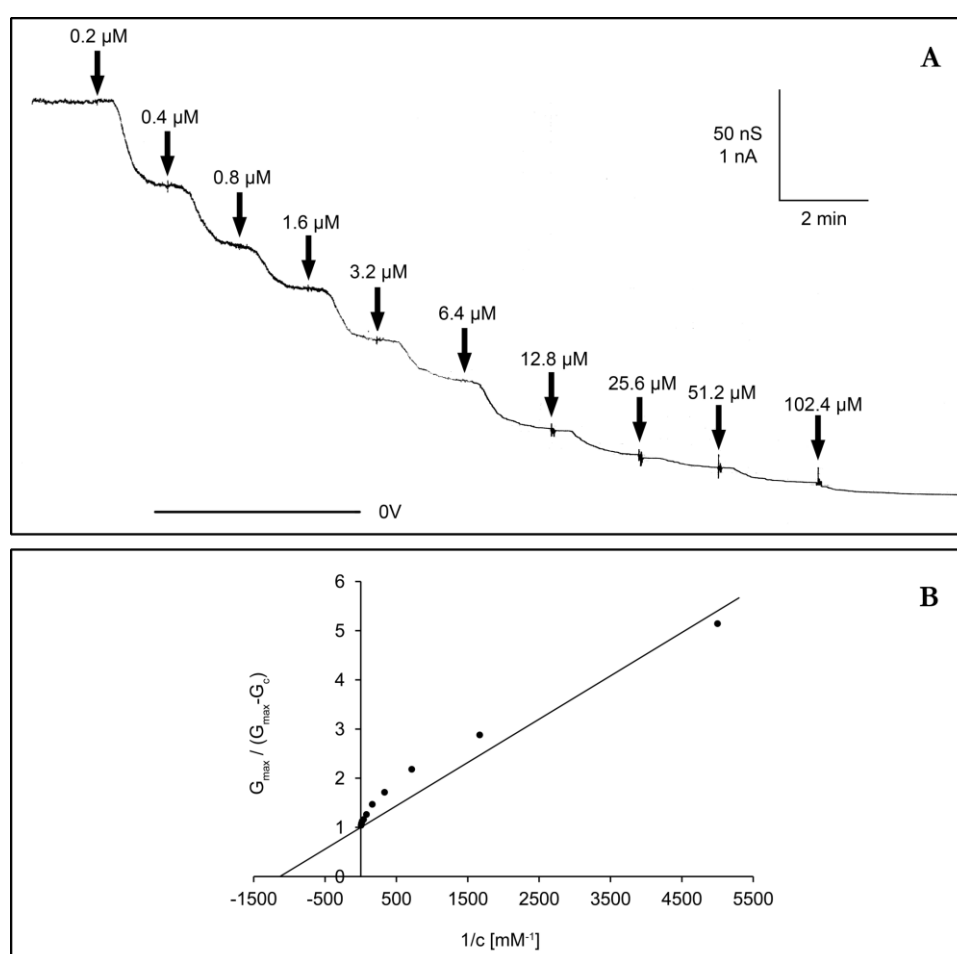 A
0.2 µM
0.4 µM
0.8 µM
1.6 µM
3.2 µM
6.4 µM
12.8 µM
25.6 µM
51.2 µM
102.4 µM
50 nS
1 nA
2 min
0V
B
6
5
4
3
2
1
0
-1500
-500
500
1500
2500
3500
4500
5500
G_max / (G_max-G_c)
1/c [mM⁻¹]